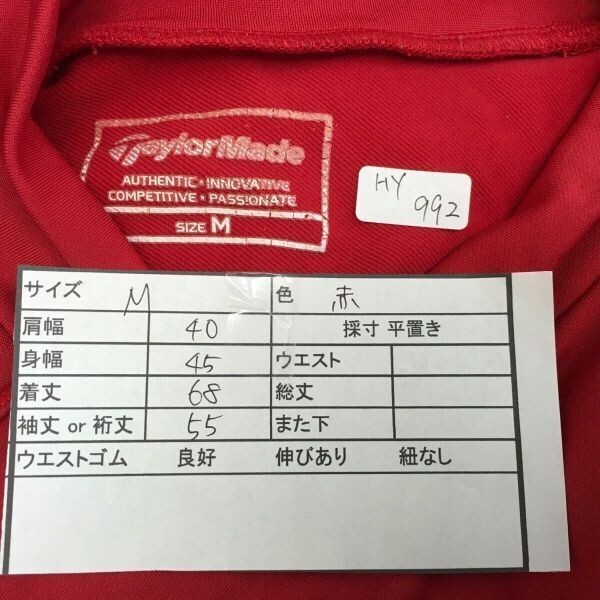 TaylorMade
AUTHENTIC・INNOVATIVE
COMPETITIVE・PASSIONATE
SIZE M
HY
992
サイズ M 色 赤
肩幅 40 採寸 平置き
身幅 45 ウエスト
着丈 68 総丈
袖丈 or 裄丈 55 また下
ウエストゴム 良好 伸びあり 紐なし